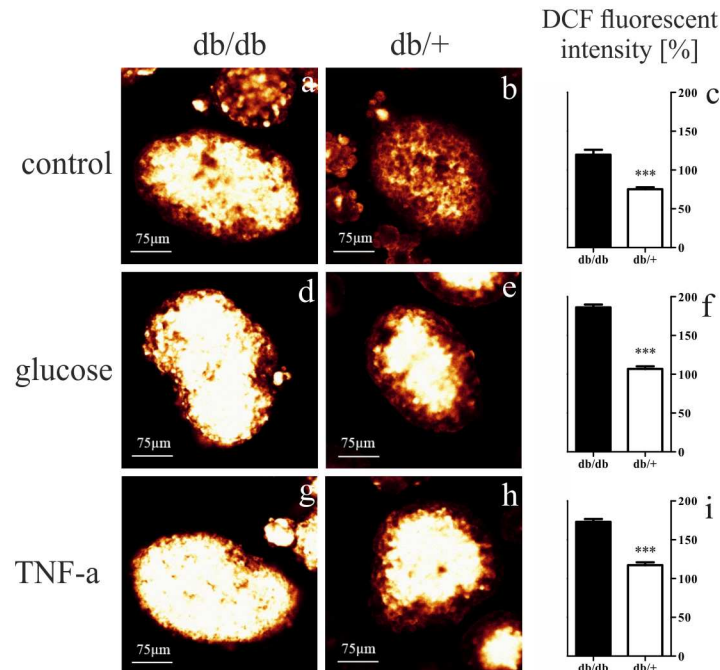 db/db
db/+
DCF fluorescent
intensity [%]
control
a
75μm
b
75μm
c
200
150
100
50
0
***
db/db
db/+
glucose
d
75μm
e
75μm
f
200
150
100
50
0
***
db/db
db/+
TNF-a
g
75μm
h
75μm
i
200
150
100
50
0
***
db/db
db/+